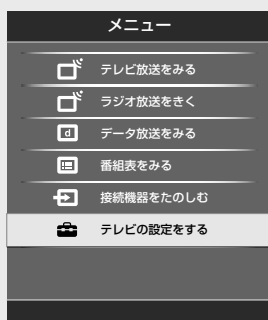 メニュー
テレビ放送をみる
ラジオ放送をきく
d データ放送をみる
番組表をみる
接続機器をたのしむ
テレビの設定をする